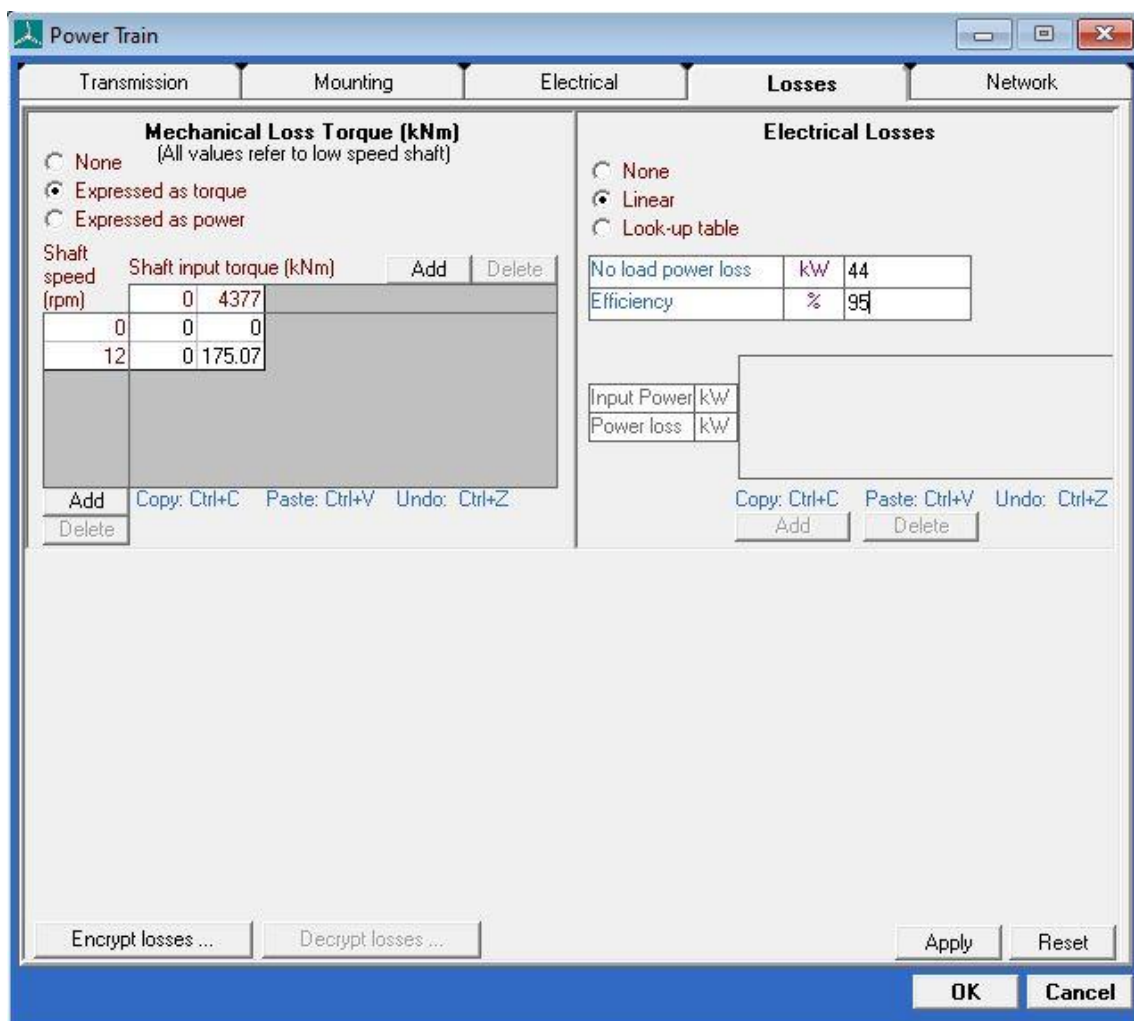 Power Train
Transmission Mounting Electrical Losses Network
Mechanical Loss Torque (kNm)
(All values refer to low speed shaft)
None
Expressed as torque
Expressed as power
Shaft speed (rpm)
Shaft input torque (kNm) Add Delete
0 4377
0 0 0
12 0 175.07
Add Copy: Ctrl+C Paste: Ctrl+V Undo: Ctrl+Z
Delete
Electrical Losses
None
Linear
Look-up table
No load power loss kW 44
Efficiency % 95
Input Power kW
Power loss kW
Copy: Ctrl+C Paste: Ctrl+V Undo: Ctrl+Z
Add Delete
Encrypt losses ... Decrypt losses ... Apply Reset
OK Cancel